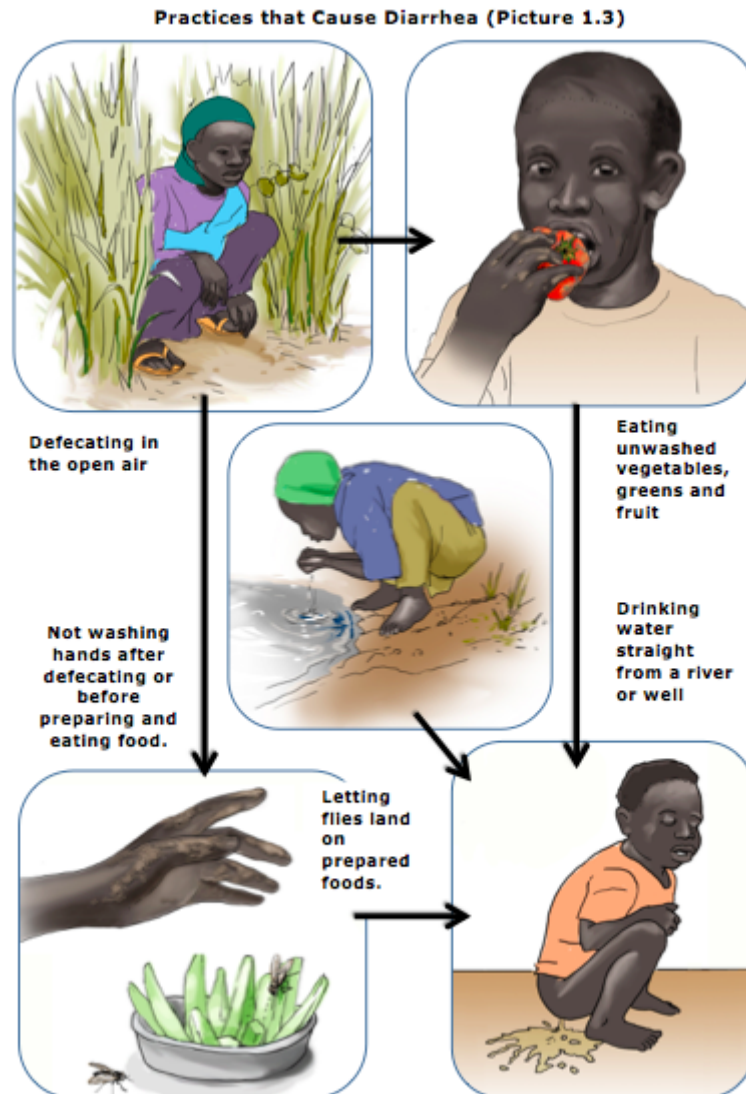 Practices that Cause Diarrhea (Picture 1.3)
Defecating in
the open air
Eating
unwashed
vegetables,
greens and
fruit
Not washing
hands after
defecating or
before
preparing and
eating food.
Drinking
water
straight
from a river
or well
Letting
flies land
on
prepared
foods.